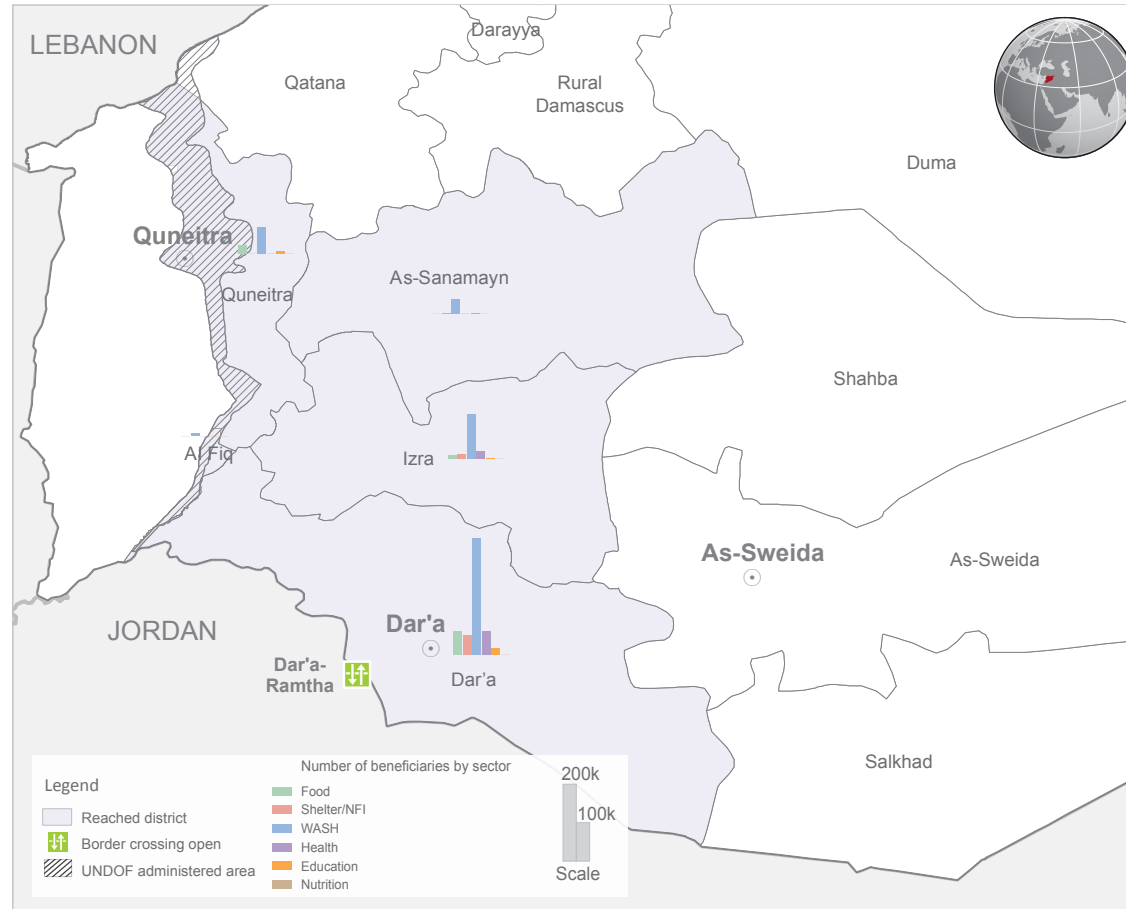 LEBANON
Darayya
Qatana
Rural
Damascus
Duma
Quneitra
Quneitra
As-Sanamayn
Shahba
Al Fiq
Izra
As-Sweida
As-Sweida
JORDAN
Dar'a
Dar'a-
Ramtha
Dar’a
Salkhad
Legend
Reached district
Border crossing open
UNDOF administered area
Number of beneficiaries by sector
Food
Shelter/NFI
WASH
Health
Education
Nutrition
200k
100k
Scale